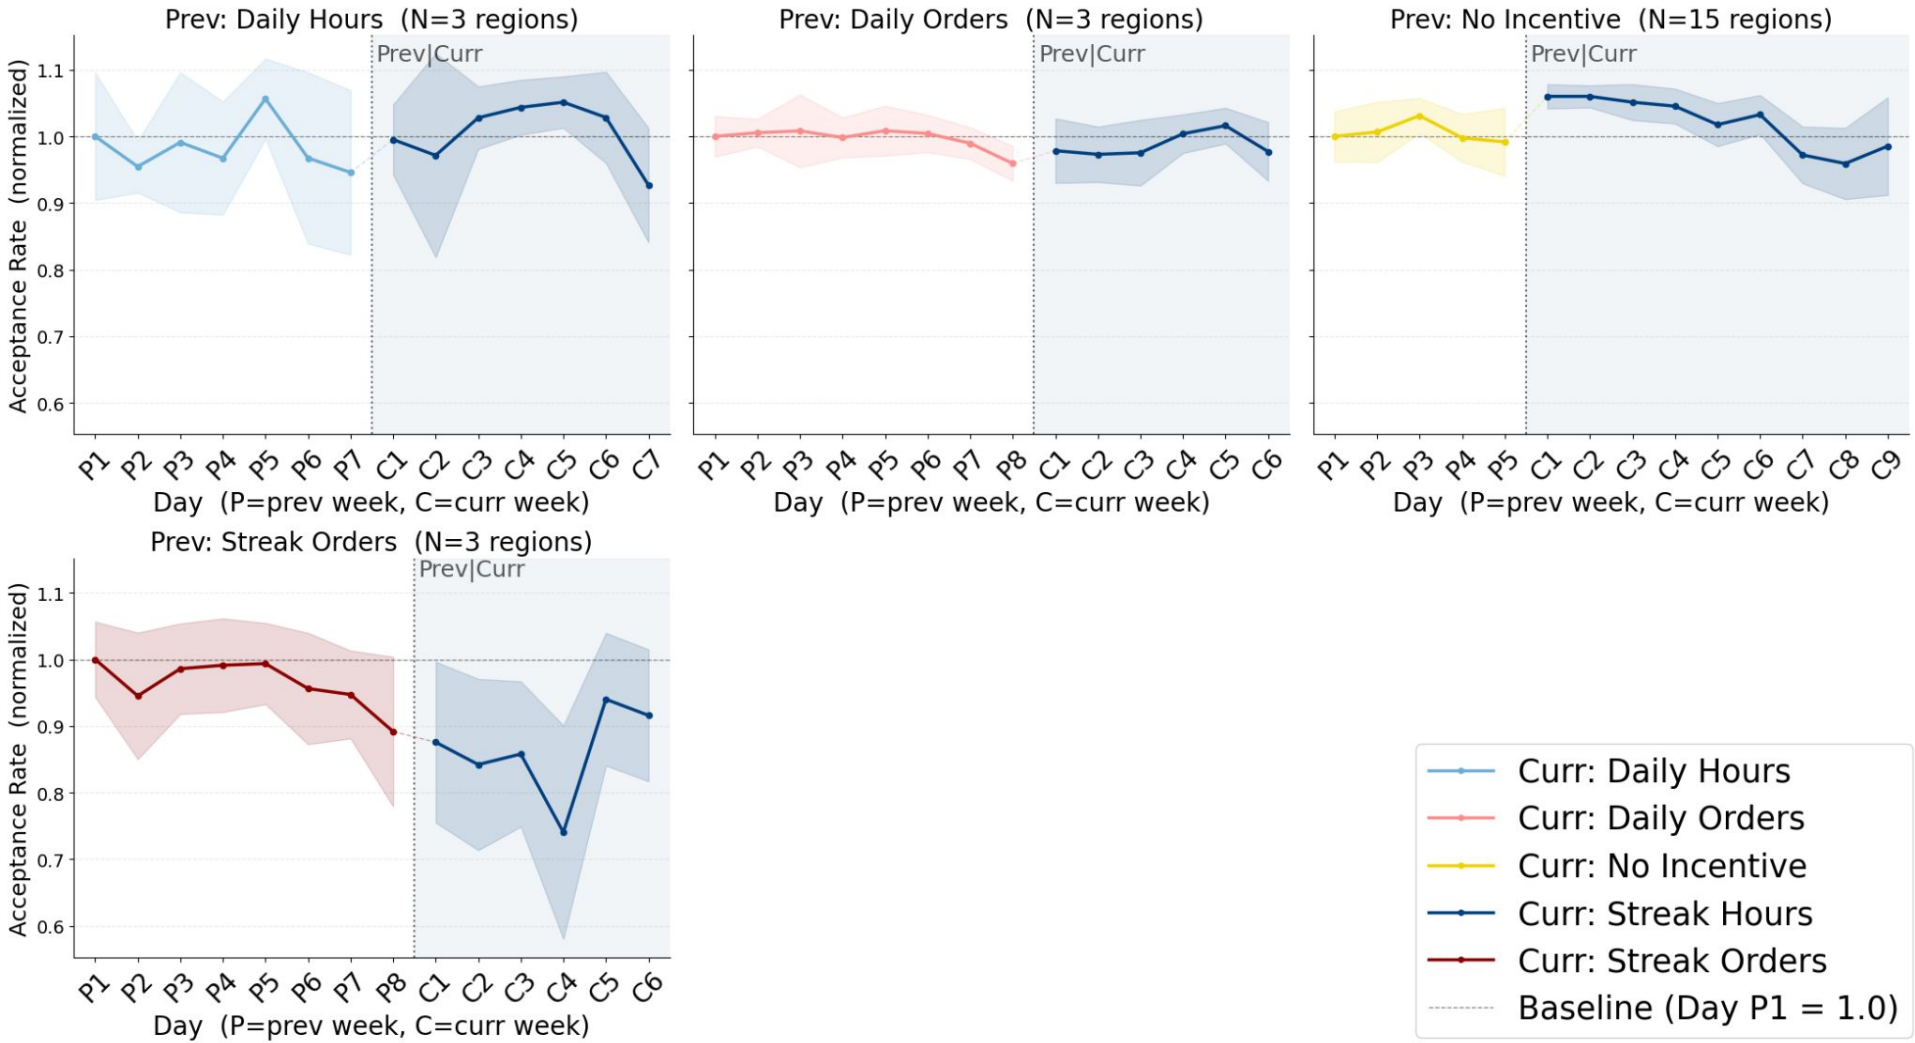 Prev: Daily Hours  (N=3 regions)
Prev|Curr
Acceptance Rate  (normalized)
1.1
1.0
0.9
0.8
0.7
0.6
P1 P2 P3 P4 P5 P6 P7 C1 C2 C3 C4 C5 C6 C7
Day  (P=prev week, C=curr week)
Prev: Daily Orders  (N=3 regions)
Prev|Curr
P1 P2 P3 P4 P5 P6 P7 P8 C1 C2 C3 C4 C5 C6
Day  (P=prev week, C=curr week)
Prev: No Incentive  (N=15 regions)
Prev|Curr
P1 P2 P3 P4 P5 C1 C2 C3 C4 C5 C6 C7 C8 C9
Day  (P=prev week, C=curr week)
Prev: Streak Orders  (N=3 regions)
Prev|Curr
Acceptance Rate  (normalized)
1.1
1.0
0.9
0.8
0.7
0.6
P1 P2 P3 P4 P5 P6 P7 P8 C1 C2 C3 C4 C5 C6
Day  (P=prev week, C=curr week)
Curr: Daily Hours
Curr: Daily Orders
Curr: No Incentive
Curr: Streak Hours
Curr: Streak Orders
Baseline (Day P1 = 1.0)